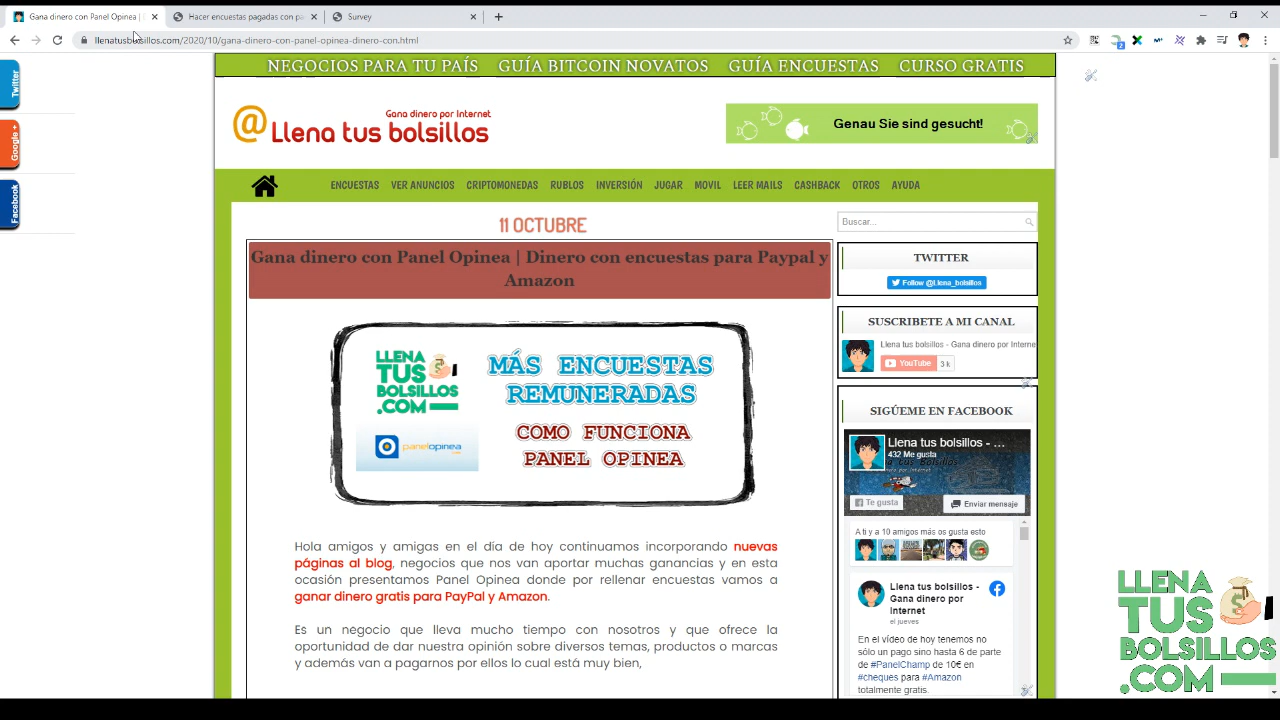 Gana dinero con Panel Opinea |
Hacer encuestas pagadas con pa
Survey
llenatusbolsillos.com/2020/10/gana-dinero-con-panel-opinea-dinero-con.html
2
Twitter
Google +
Facebook
NEGOCIOS PARA TU PAÍS GUÍA BITCOIN NOVATOS GUÍA ENCUESTAS CURSO GRATIS
Gana dinero por Internet
@Llena tus bolsillos
Genau Sie sind gesucht!
ENCUESTAS VER ANUNCIOS CRIPTOMONEDAS RUBLOS INVERSIÓN JUGAR MOVIL LEER MAILS CASHBACK OTROS AYUDA
11 OCTUBRE
Gana dinero con Panel Opinea | Dinero con encuestas para Paypal y
Amazon
LLENA
TUS
BOLSILLOS
.COM
panelopinea
MÁS ENCUESTAS
REMUNERADAS
COMO FUNCIONA
PANEL OPINEA
Hola amigos y amigas en el día de hoy continuamos incorporando nuevas
páginas al blog, negocios que nos van aportar muchas ganancias y en esta
ocasión presentamos Panel Opinea donde por rellenar encuestas vamos a
ganar dinero gratis para PayPal y Amazon.
Es un negocio que lleva mucho tiempo con nosotros y que ofrece la
oportunidad de dar nuestra opinión sobre diversos temas, productos o marcas
y además van a pagarnos por ellos lo cual está muy bien,
Buscar...
TWITTER
Follow @Llena_bolsillos
SUSCRIBETE A MI CANAL
Llena tus bolsillos - Gana dinero por Interne
YouTube 3 k
SIGÚEME EN FACEBOOK
Llena tus bolsillos - ...
432 Me gusta
Te gusta
Enviar mensaje
A ti y a 10 amigos más os gusta esto
Llena tus bolsillos -
Gana dinero por
Internet
el jueves
En el vídeo de hoy tenemos no
sólo un pago sino hasta 6 de parte
de #PanelChamp de 10€ en
#cheques para #Amazon
totalmente gratis.
LLENA
TUS
BOLSILLOS
.COM